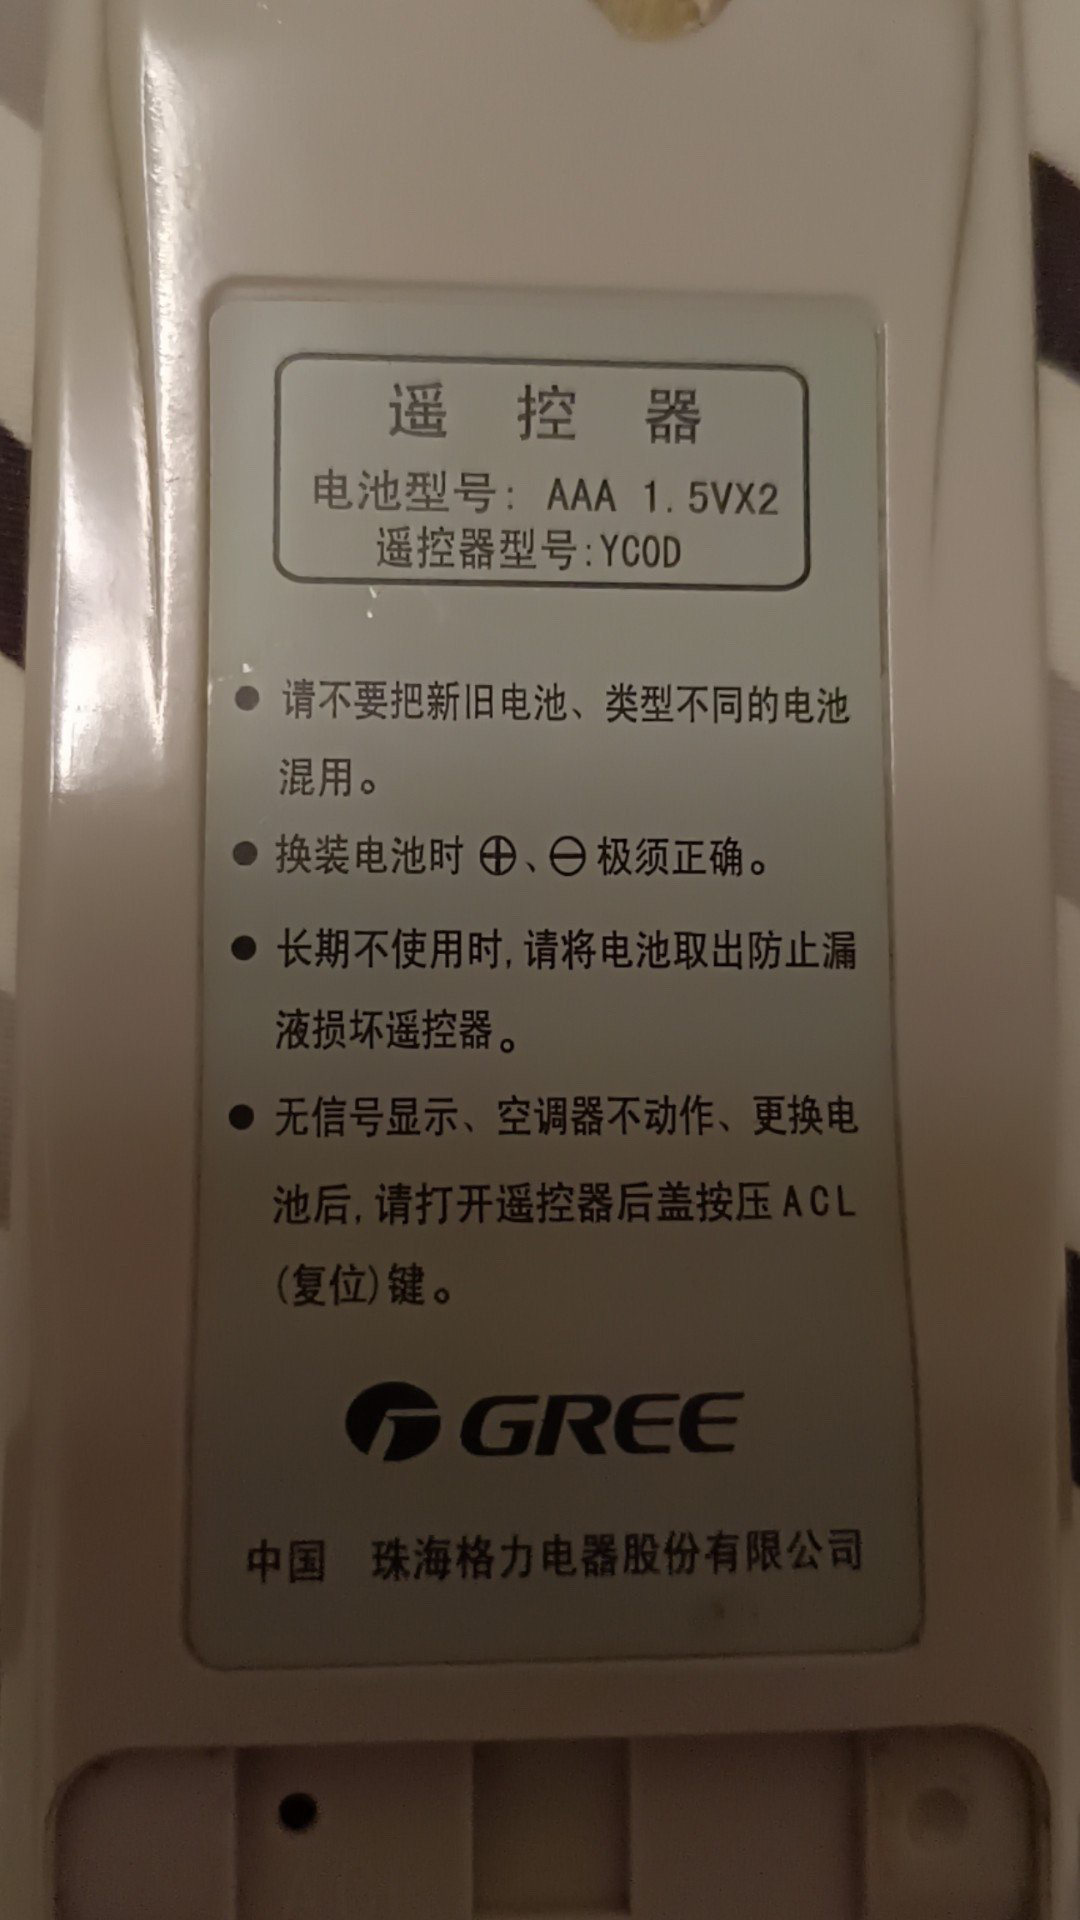 遥 控 器
电池型号: AAA 1.5VX2
遥控器型号:YCOD
● 请不要把新旧电池、类型不同的电池
混用。
● 换装电池时⊕、⊖极须正确。
● 长期不使用时,请将电池取出防止漏
液损坏遥控器。
● 无信号显示、空调器不动作、更换电
池后,请打开遥控器后盖按压ACL
(复位)键。
GREE
中国 珠海格力电器股份有限公司